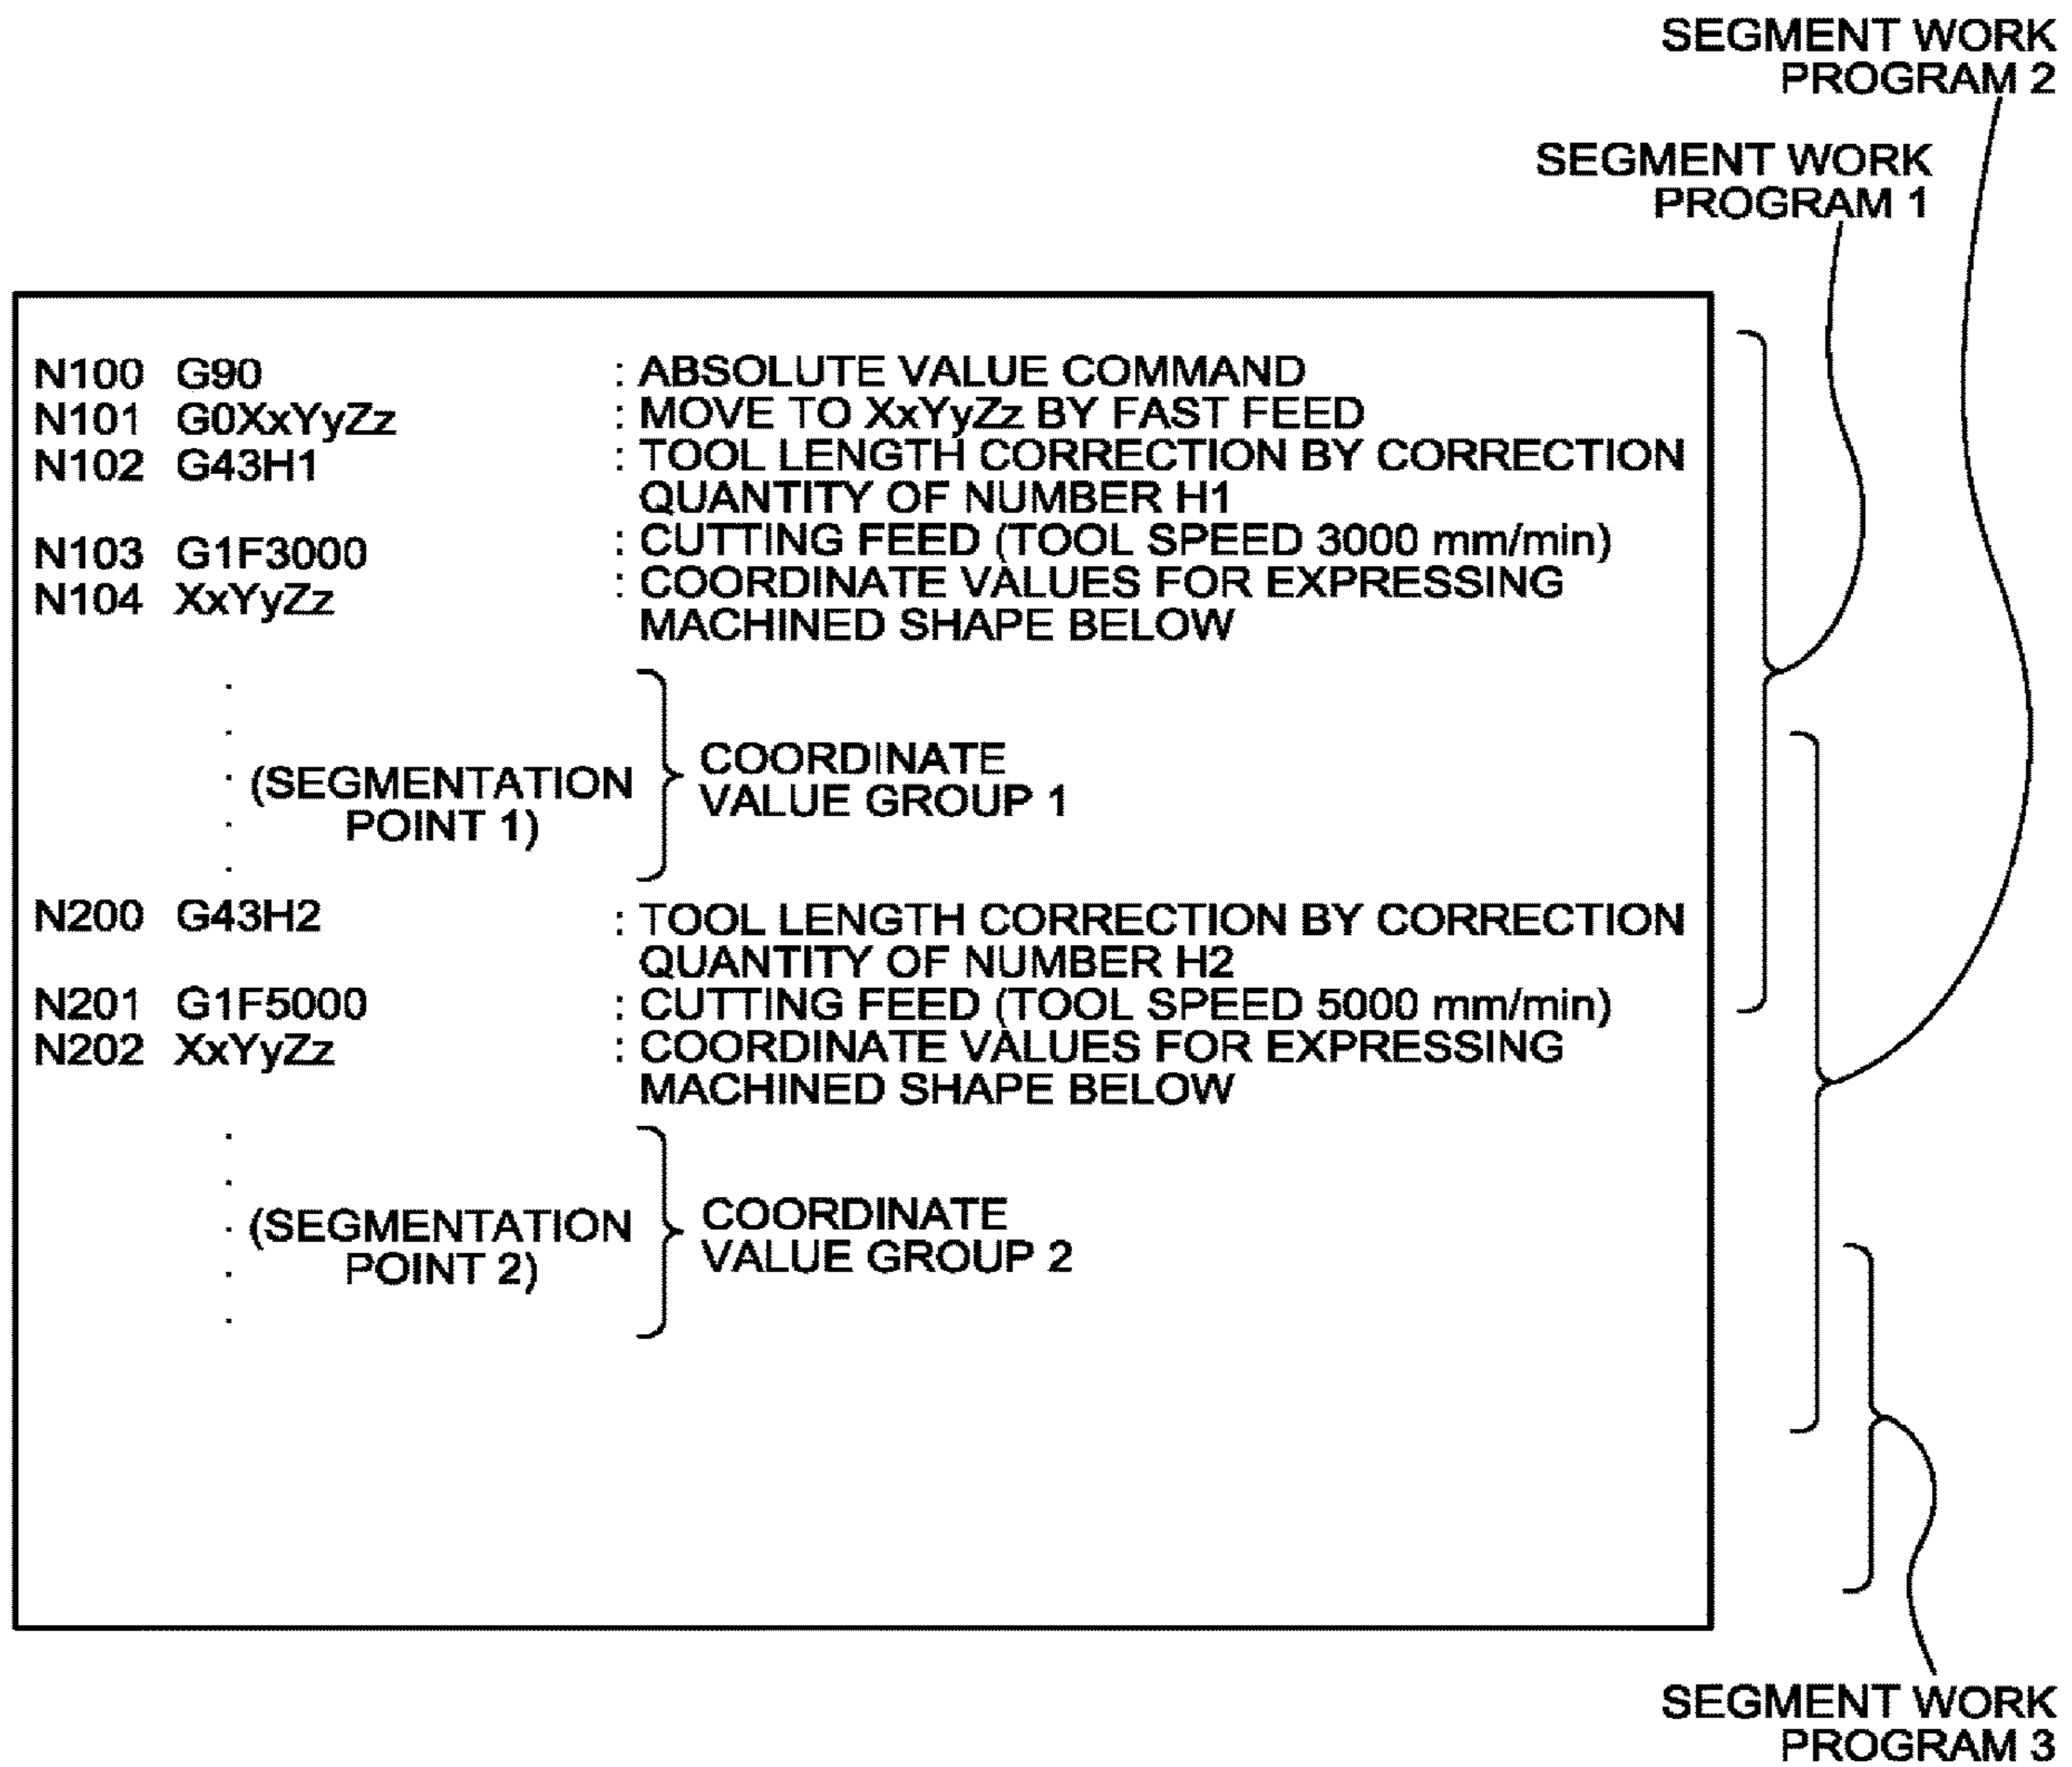 SEGMENT WORK
PROGRAM 2
SEGMENT WORK
PROGRAM 1
N100 G90 : ABSOLUTE VALUE COMMAND
N101 G0XxYyZz : MOVE TO XxYyZz BY FAST FEED
N102 G43H1 : TOOL LENGTH CORRECTION BY CORRECTION
QUANTITY OF NUMBER H1
N103 G1F3000 : CUTTING FEED (TOOL SPEED 3000 mm/min)
N104 XxYyZz : COORDINATE VALUES FOR EXPRESSING
MACHINED SHAPE BELOW
.
.
. (SEGMENTATION
. POINT 1)
.
COORDINATE
VALUE GROUP 1
N200 G43H2 : TOOL LENGTH CORRECTION BY CORRECTION
QUANTITY OF NUMBER H2
N201 G1F5000 : CUTTING FEED (TOOL SPEED 5000 mm/min)
N202 XxYyZz : COORDINATE VALUES FOR EXPRESSING
MACHINED SHAPE BELOW
.
.
. (SEGMENTATION
. POINT 2)
.
COORDINATE
VALUE GROUP 2
SEGMENT WORK
PROGRAM 3